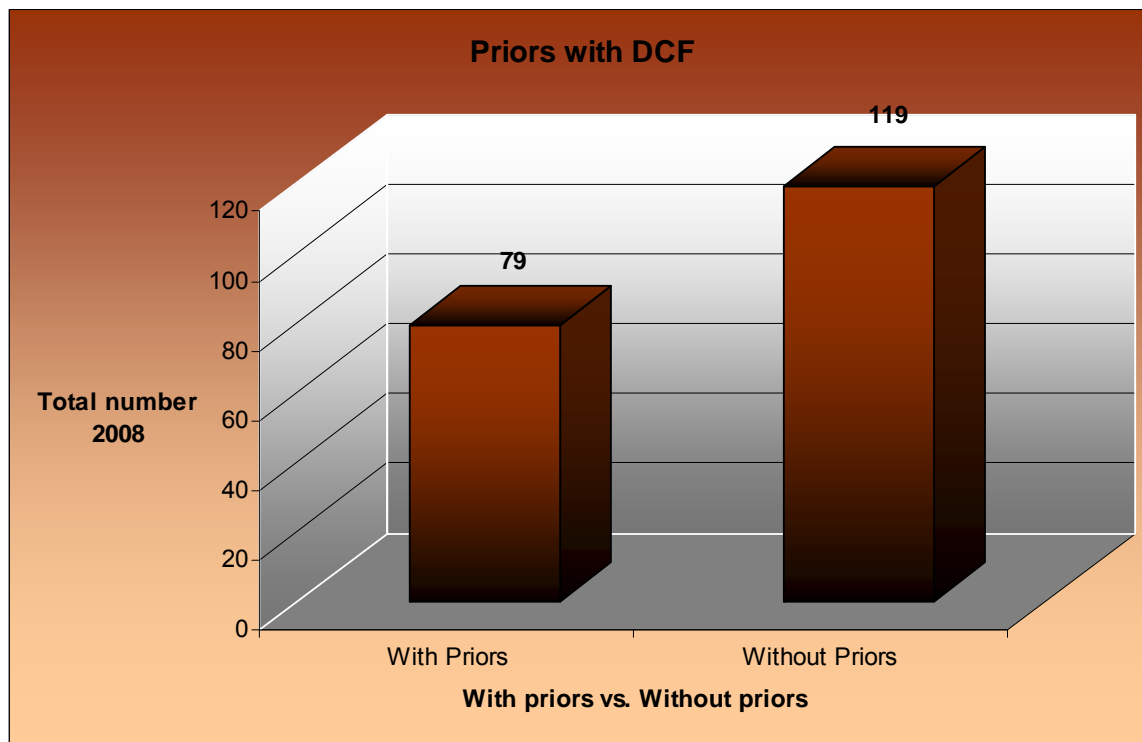 Priors with DCF
119
79
120
100
80
60
40
20
0
Total number
2008
With Priors
Without Priors
With priors vs. Without priors